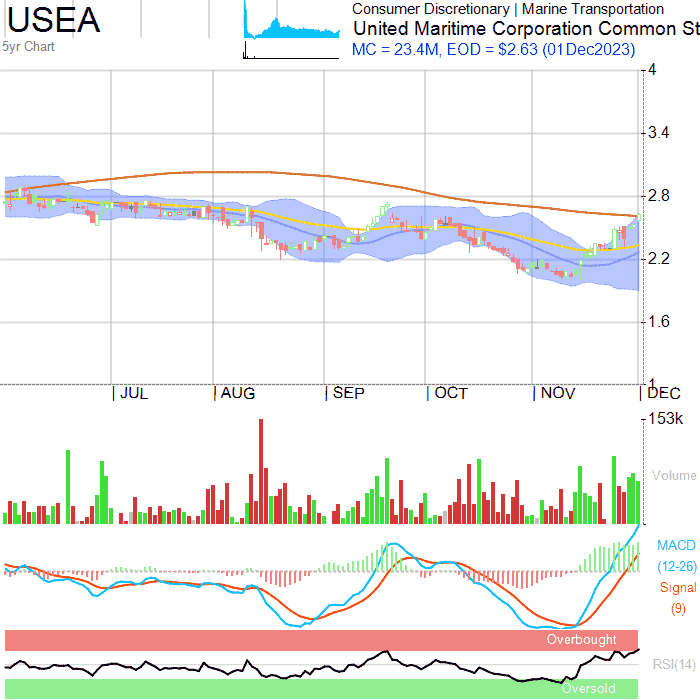 USEA
5yr Chart
Consumer Discretionary | Marine Transportation
United Maritime Corporation Common St
MC = 23.4M, EOD = $2.63 (01Dec2023)
4
3.4
2.8
2.2
1.6
1
JUL AUG SEP OCT NOV DEC
153k
Volume
MACD
(12-26)
Signal
(9)
Overbought
RSI(14)
Oversold